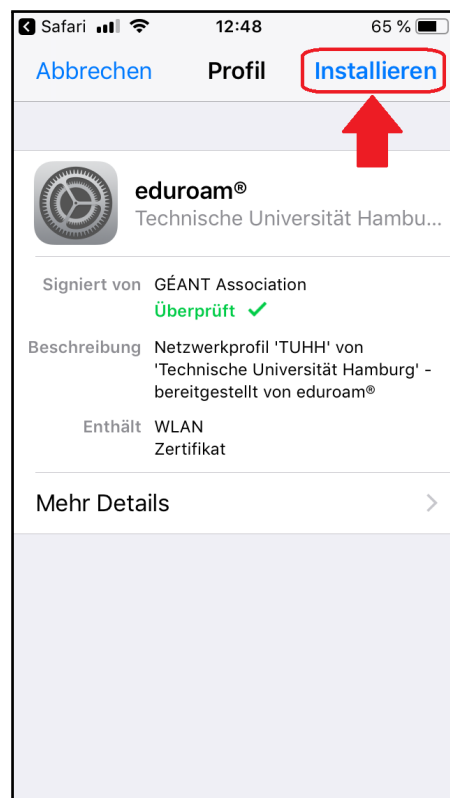 Safari 12:48 65 %
Abbrechen Profil Installieren
eduroam®
Technische Universität Hambu...
Signiert von GÉANT Association
Überprüft ✓
Beschreibung Netzwerkprofil 'TUHH' von
'Technische Universität Hamburg' -
bereitgestellt von eduroam®
Enthält WLAN
Zertifikat
Mehr Details